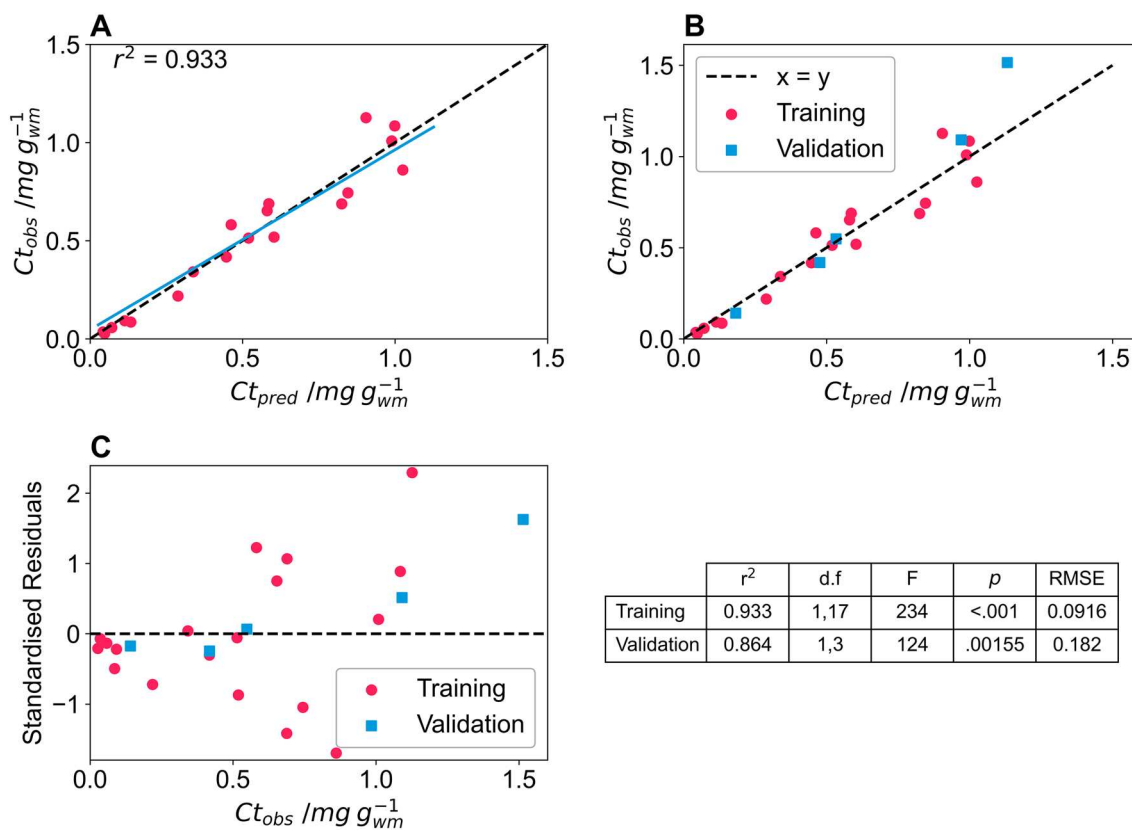 A
r² = 0.933
1.5
1.0
0.5
0.0
0.0 0.5 1.0 1.5
Ct_obs /mg g_wm^-1
Ct_pred /mg g_wm^-1
B
x = y
Training
Validation
1.5
1.0
0.5
0.0
0.0 0.5 1.0 1.5
Ct_obs /mg g_wm^-1
Ct_pred /mg g_wm^-1
C
2
1
0
−1
0.0 0.5 1.0 1.5
Standardised Residuals
Training
Validation
Ct_obs /mg g_wm^-1
r² d.f F p RMSE
Training 0.933 1,17 234 <.001 0.0916
Validation 0.864 1,3 124 .00155 0.182